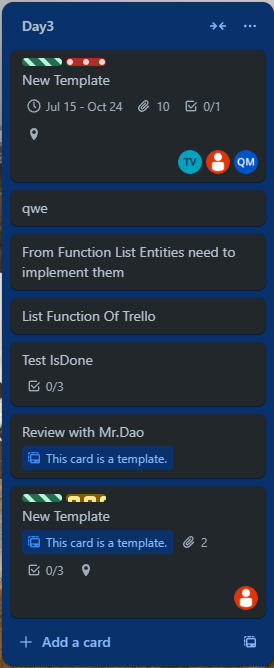 Day3
New Template
Jul 15 - Oct 24 10 0/1
TV QM
qwe
From Function List Entities need to
implement them
List Function Of Trello
Test IsDone
0/3
Review with Mr.Dao
This card is a template.
New Template
This card is a template. 2
0/3
Add a card